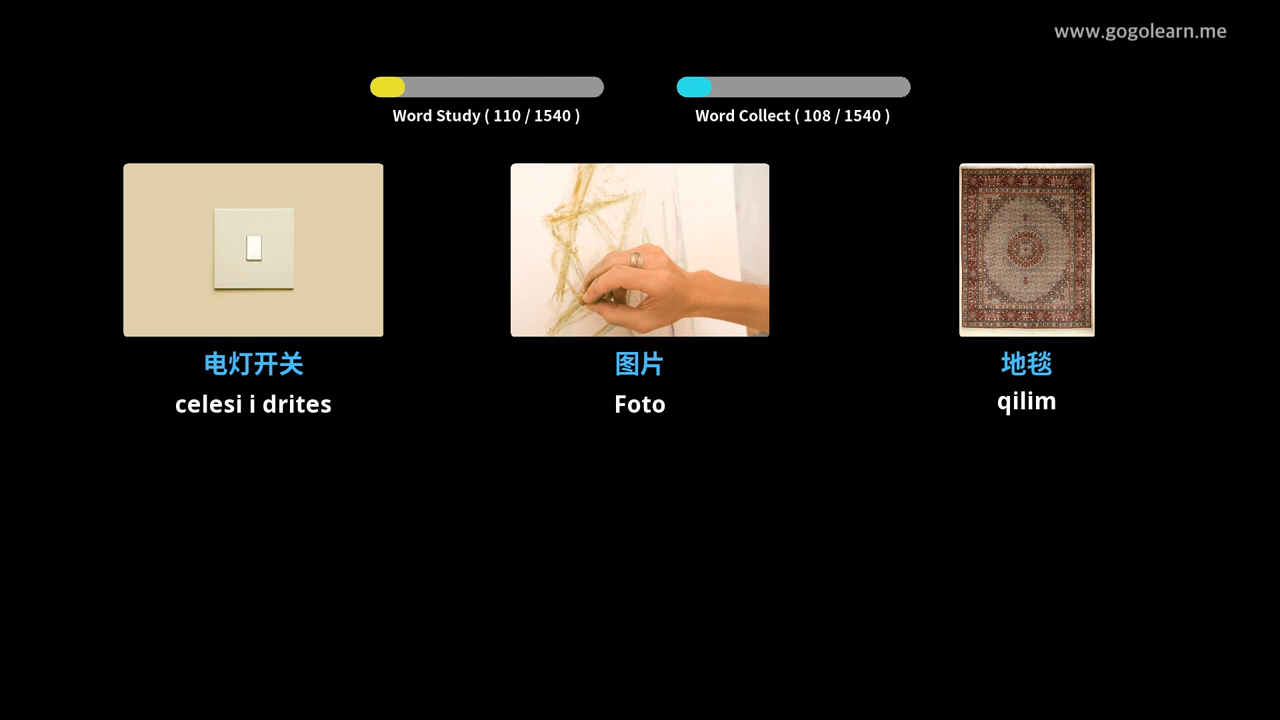 www.gogolearn.me
Word Study ( 110 / 1540 )
Word Collect ( 108 / 1540 )
电灯开关
celesi i drites
图片
Foto
地毯
qilim